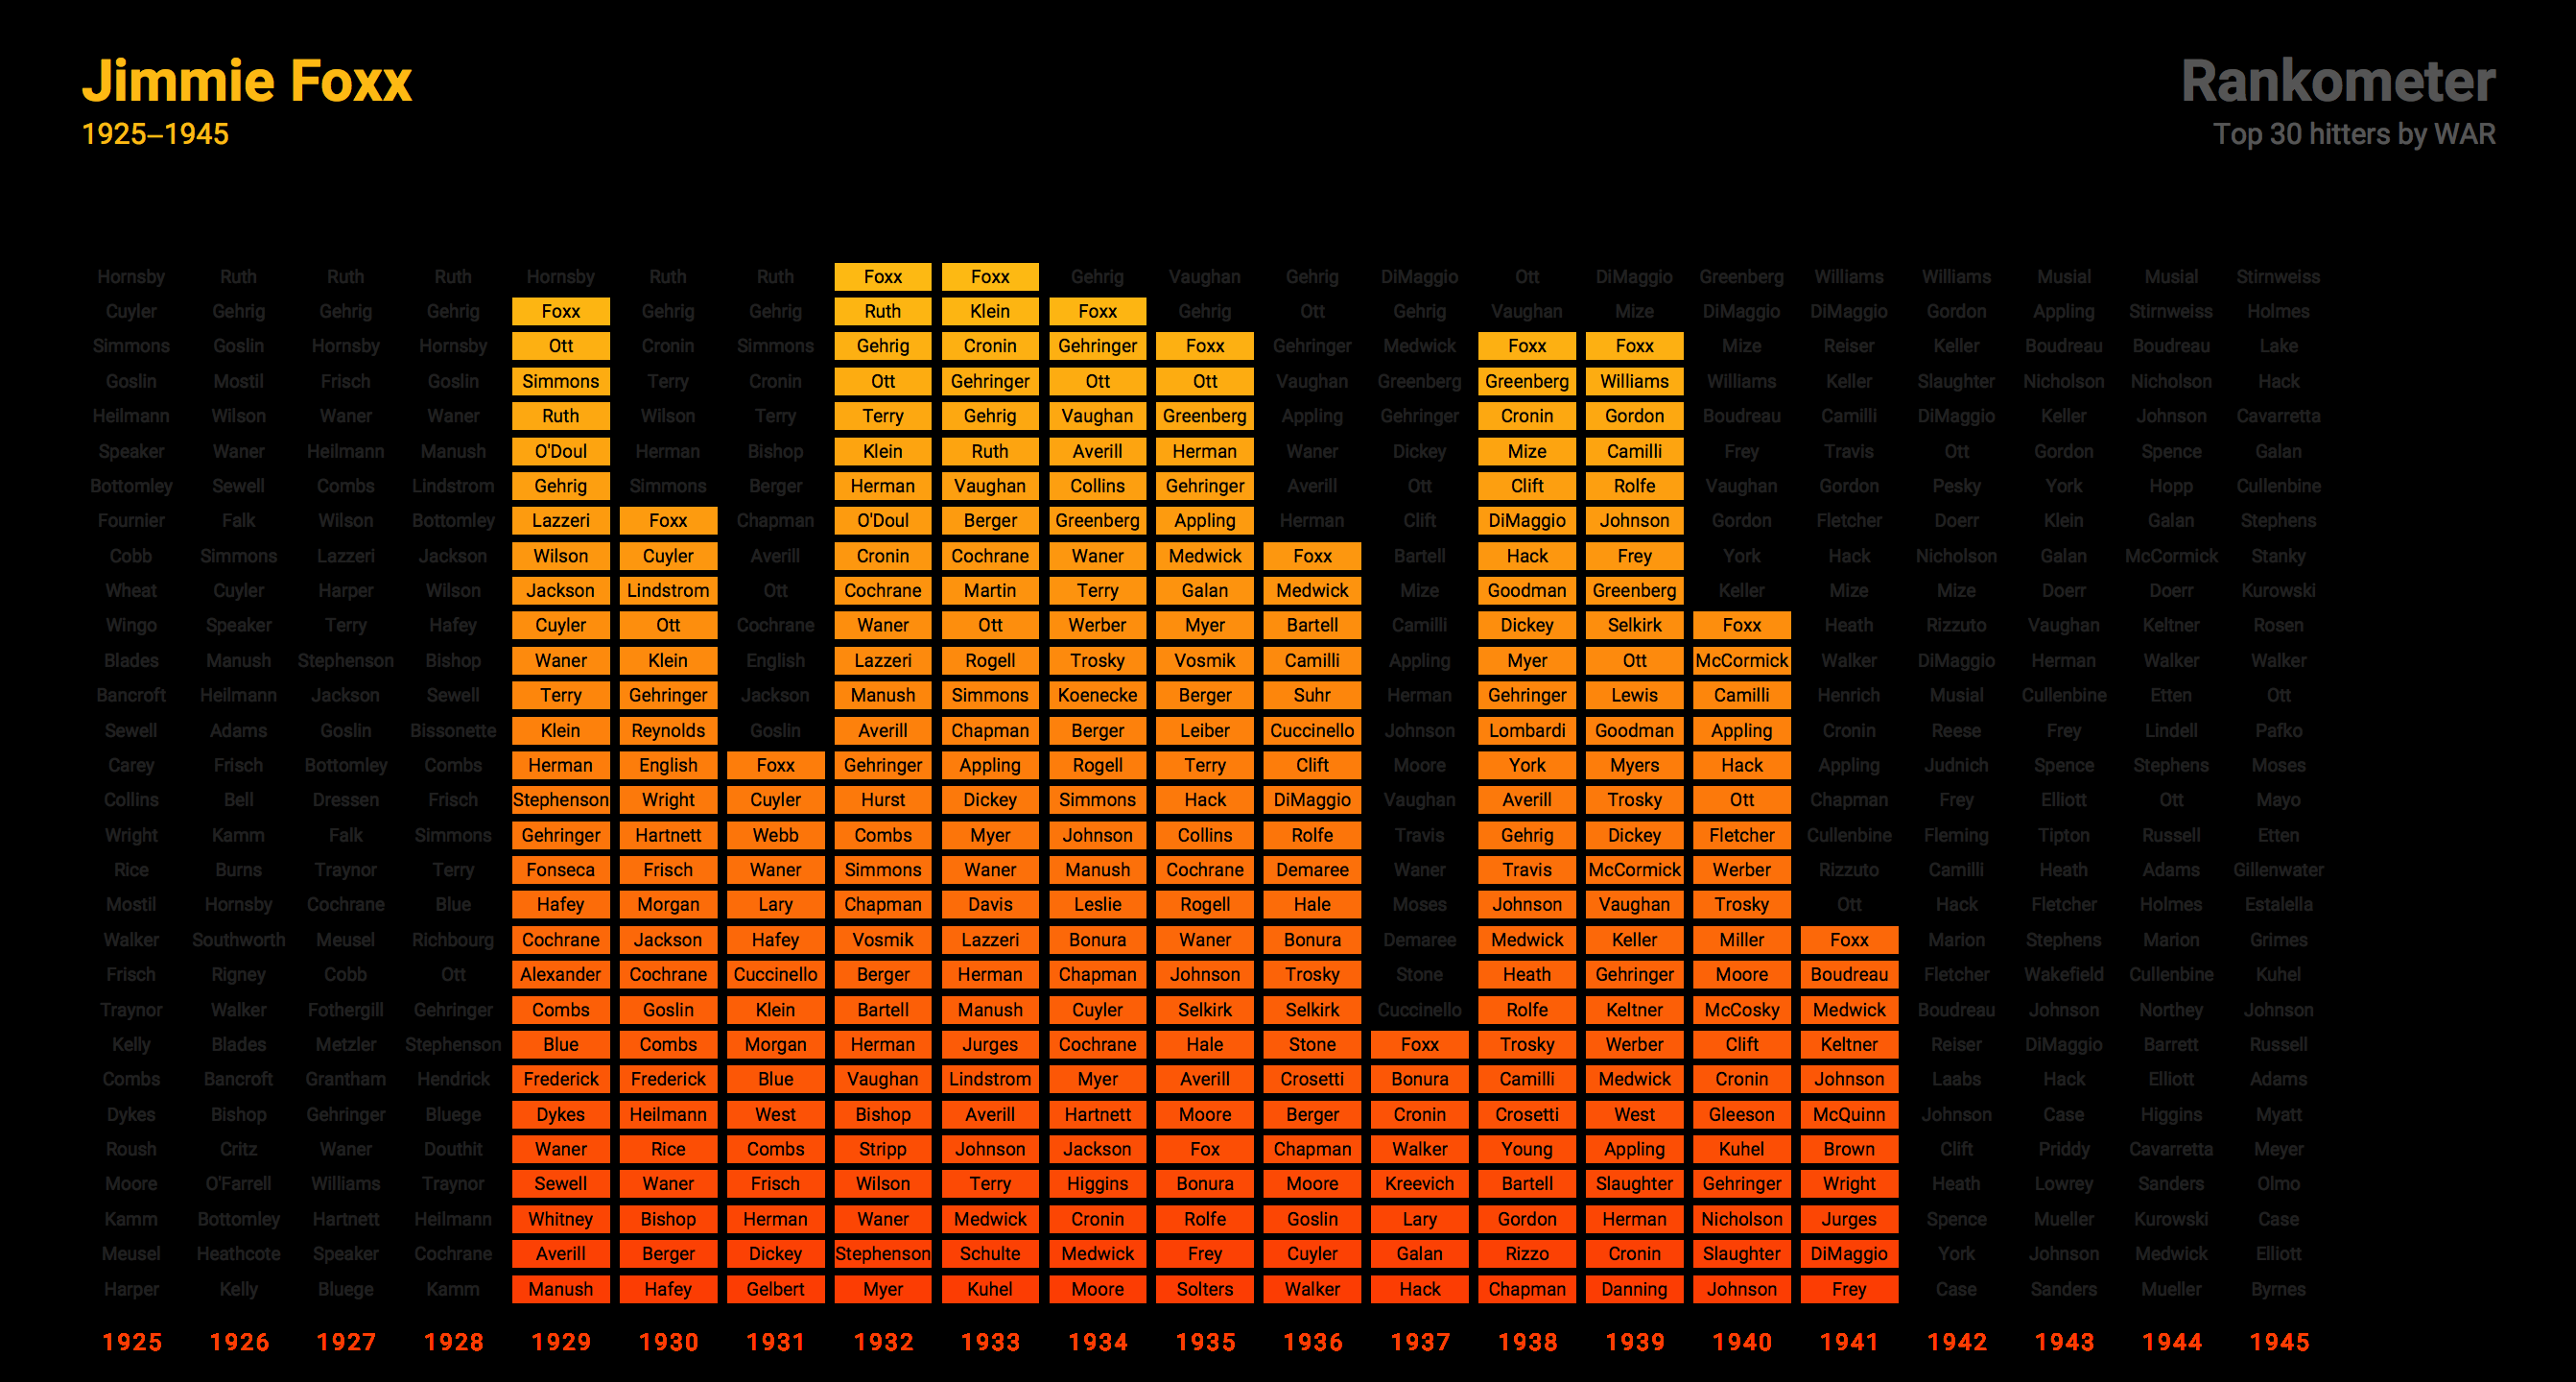 Jimmie Foxx
1925–1945
Rankometer
Top 30 hitters by WAR
Hornsby Ruth Ruth Ruth Hornsby Ruth Ruth Foxx Foxx Gehrig Vaughan Gehrig DiMaggio Ott DiMaggio Greenberg Williams Williams Musial Musial Stirnweiss
Cuyler Gehrig Gehrig Gehrig Foxx Gehrig Gehrig Ruth Klein Foxx Gehrig Ott Gehrig Vaughan Mize DiMaggio DiMaggio Gordon Appling Stirnweiss Holmes
Simmons Goslin Hornsby Hornsby Ott Cronin Simmons Gehrig Cronin Gehringer Foxx Gehringer Medwick Foxx Foxx Mize Reiser Keller Boudreau Boudreau Lake
Goslin Mostil Frisch Goslin Simmons Terry Cronin Ott Gehringer Ott Ott Vaughan Greenberg Greenberg Williams Williams Keller Slaughter Nicholson Nicholson Hack
Heilmann Wilson Waner Waner Ruth Wilson Terry Terry Gehrig Vaughan Greenberg Appling Gehringer Cronin Gordon Boudreau Camilli DiMaggio Keller Johnson Cavarretta
Speaker Waner Heilmann Manush O'Doul Herman Bishop Klein Ruth Averill Herman Waner Dickey Mize Camilli Frey Travis Ott Gordon Spence Galan
Bottomley Sewell Combs Lindstrom Gehrig Simmons Berger Herman Vaughan Collins Gehringer Averill Ott Clift Rolfe Vaughan Gordon Pesky York Hopp Cullenbine
Fournier Falk Wilson Bottomley Lazzeri Foxx Chapman O'Doul Berger Greenberg Appling Herman Clift DiMaggio Johnson Gordon Fletcher Doerr Klein Galan Stephens
Cobb Simmons Lazzeri Jackson Wilson Cuyler Averill Cronin Cochrane Waner Medwick Foxx Bartell Hack Frey York Hack Nicholson Galan McCormick Stanky
Wheat Cuyler Harper Wilson Jackson Lindstrom Ott Cochrane Martin Terry Galan Medwick Mize Goodman Greenberg Keller Mize Mize Doerr Doerr Kurowski
Wingo Speaker Terry Hafey Cuyler Ott Cochrane Waner Ott Werber Myer Bartell Camilli Dickey Selkirk Foxx Heath Rizzuto Vaughan Keltner Rosen
Blades Manush Stephenson Bishop Waner Klein English Lazzeri Rogell Trosky Vosmik Camilli Appling Myer Ott McCormick Walker DiMaggio Herman Walker Walker
Bancroft Heilmann Jackson Sewell Terry Gehringer Jackson Manush Simmons Koenecke Berger Suhr Herman Gehringer Lewis Camilli Henrich Musial Cullenbine Etten Ott
Sewell Adams Goslin Bissonette Klein Reynolds Goslin Averill Chapman Berger Leiber Cuccinello Johnson Lombardi Goodman Appling Cronin Reese Frey Lindell Pafko
Carey Frisch Bottomley Combs Herman English Foxx Gehringer Appling Rogell Terry Clift Moore York Myers Hack Appling Judnich Spence Stephens Moses
Collins Bell Dressen Frisch Stephenson Wright Cuyler Hurst Dickey Simmons Hack DiMaggio Vaughan Averill Trosky Ott Chapman Frey Elliott Ott Mayo
Wright Kamm Falk Simmons Gehringer Hartnett Webb Combs Myer Johnson Collins Rolfe Travis Gehrig Dickey Fletcher Cullenbine Fleming Tipton Russell Etten
Rice Burns Traynor Terry Fonseca Frisch Waner Simmons Waner Manush Cochrane Demaree Waner Travis McCormick Werber Rizzuto Camilli Heath Adams Gillenwater
Mostil Hornsby Cochrane Blue Hafey Morgan Lary Chapman Davis Leslie Rogell Hale Moses Johnson Vaughan Trosky Ott Hack Fletcher Holmes Estalella
Walker Southworth Meusel Richbourg Cochrane Jackson Hafey Vosmik Lazzeri Bonura Waner Bonura Demaree Medwick Keller Miller Foxx Marion Stephens Marion Grimes
Frisch Rigney Cobb Ott Alexander Cochrane Cuccinello Berger Herman Chapman Johnson Trosky Stone Heath Gehringer Moore Boudreau Fletcher Wakefield Cullenbine Kuhel
Traynor Walker Fothergill Gehringer Combs Goslin Klein Bartell Manush Cuyler Selkirk Selkirk Cuccinello Rolfe Keltner McCosky Medwick Boudreau Johnson Northey Johnson
Kelly Blades Metzler Stephenson Blue Combs Morgan Herman Jurges Cochrane Hale Stone Foxx Trosky Werber Clift Keltner Reiser DiMaggio Barrett Russell
Combs Bancroft Grantham Hendrick Frederick Frederick Blue Vaughan Lindstrom Myer Averill Crosetti Bonura Camilli Medwick Cronin Johnson Laabs Hack Elliott Adams
Dykes Bishop Gehringer Bluege Dykes Heilmann West Bishop Averill Hartnett Moore Berger Cronin Crosetti West Gleeson McQuinn Johnson Case Higgins Myatt
Roush Critz Waner Douthit Waner Rice Combs Stripp Johnson Jackson Fox Chapman Walker Young Appling Kuhel Brown Clift Priddy Cavarretta Meyer
Moore O'Farrell Williams Traynor Sewell Waner Frisch Wilson Terry Higgins Bonura Moore Kreevich Bartell Slaughter Gehringer Wright Heath Lowrey Sanders Olmo
Kamm Bottomley Hartnett Heilmann Whitney Bishop Herman Waner Medwick Cronin Rolfe Goslin Lary Gordon Herman Nicholson Jurges Spence Mueller Kurowski Case
Meusel Heathcote Speaker Cochrane Averill Berger Dickey Stephenson Schulte Medwick Frey Cuyler Galan Rizzo Cronin Slaughter DiMaggio York Johnson Medwick Elliott
Harper Kelly Bluege Kamm Manush Hafey Gelbert Myer Kuhel Moore Solters Walker Hack Chapman Danning Johnson Frey Case Sanders Mueller Byrnes
1925 1926 1927 1928 1929 1930 1931 1932 1933 1934 1935 1936 1937 1938 1939 1940 1941 1942 1943 1944 1945